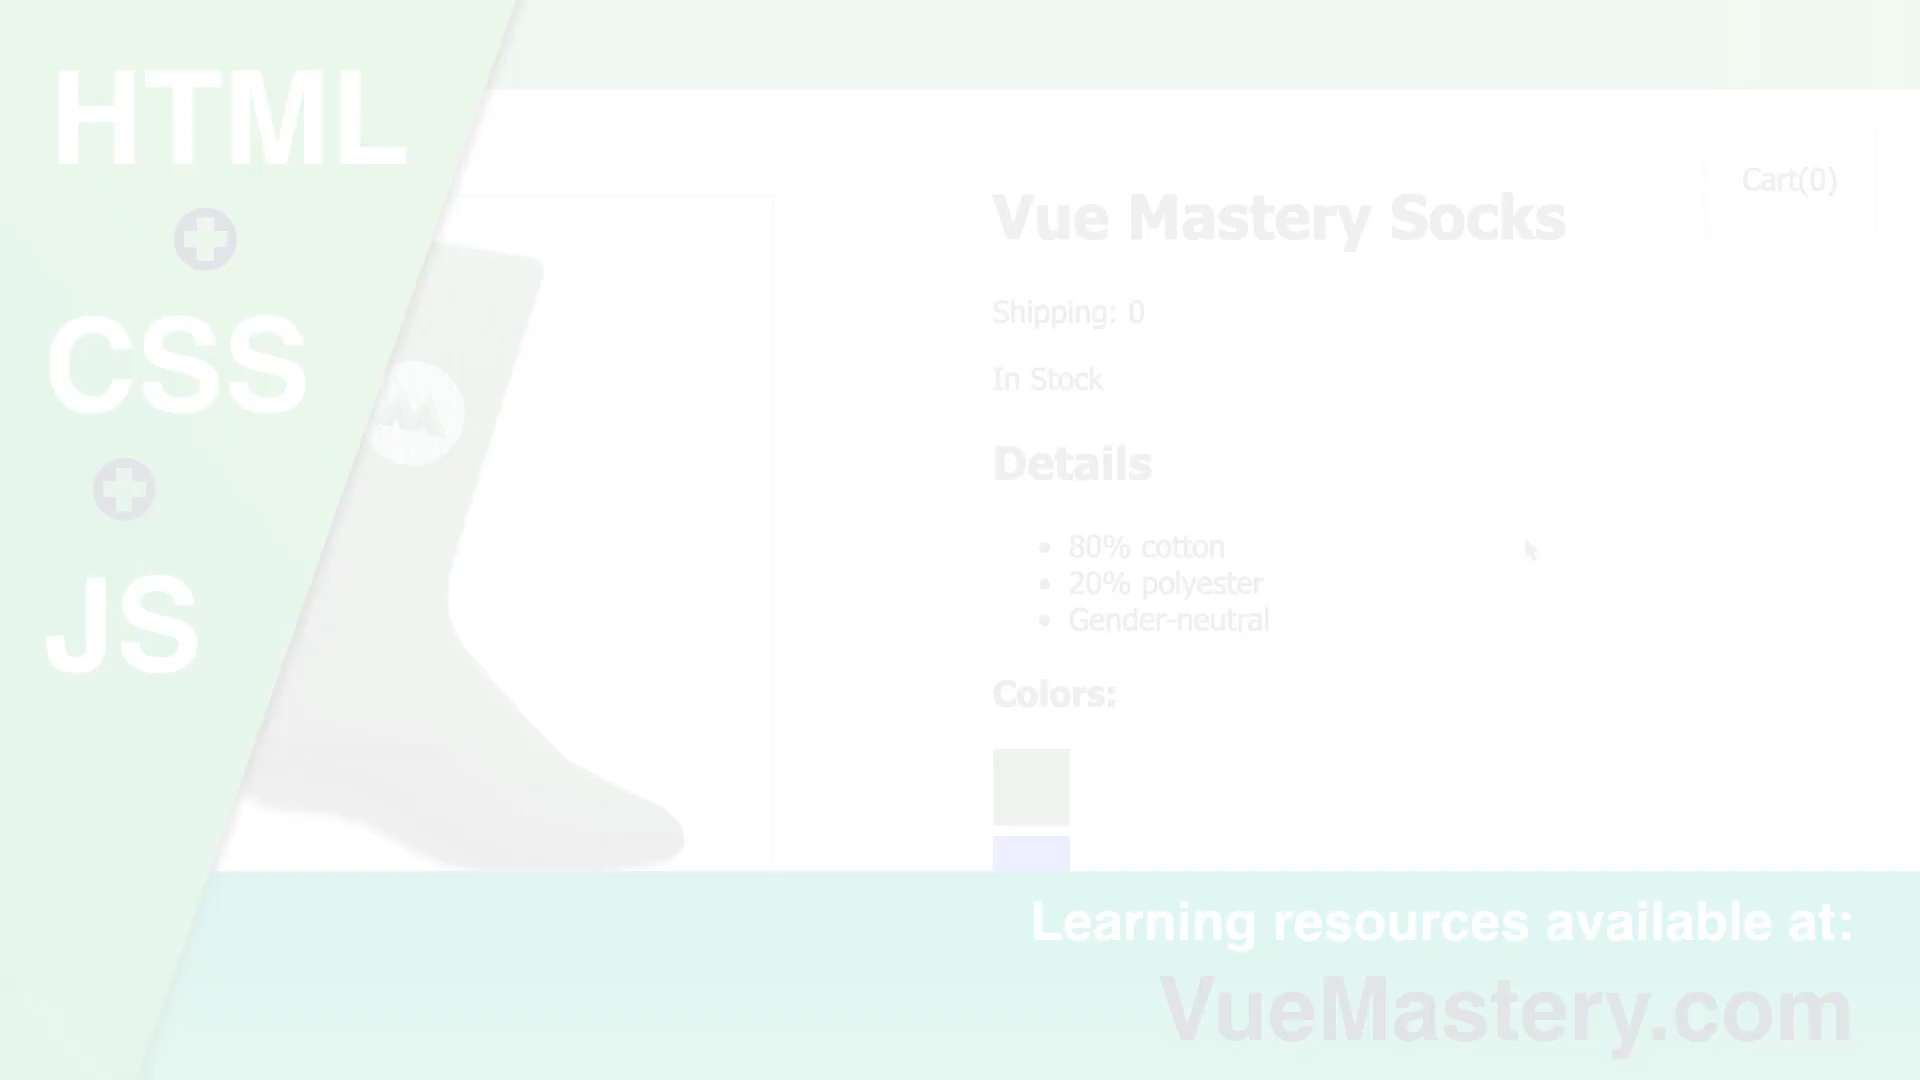 HTML
CSS
JS
Cart(0)
Vue Mastery Socks
Shipping: 0
In Stock
Details
80% cotton
20% polyester
Gender-neutral
Colors:
Learning resources available at:
VueMastery.com